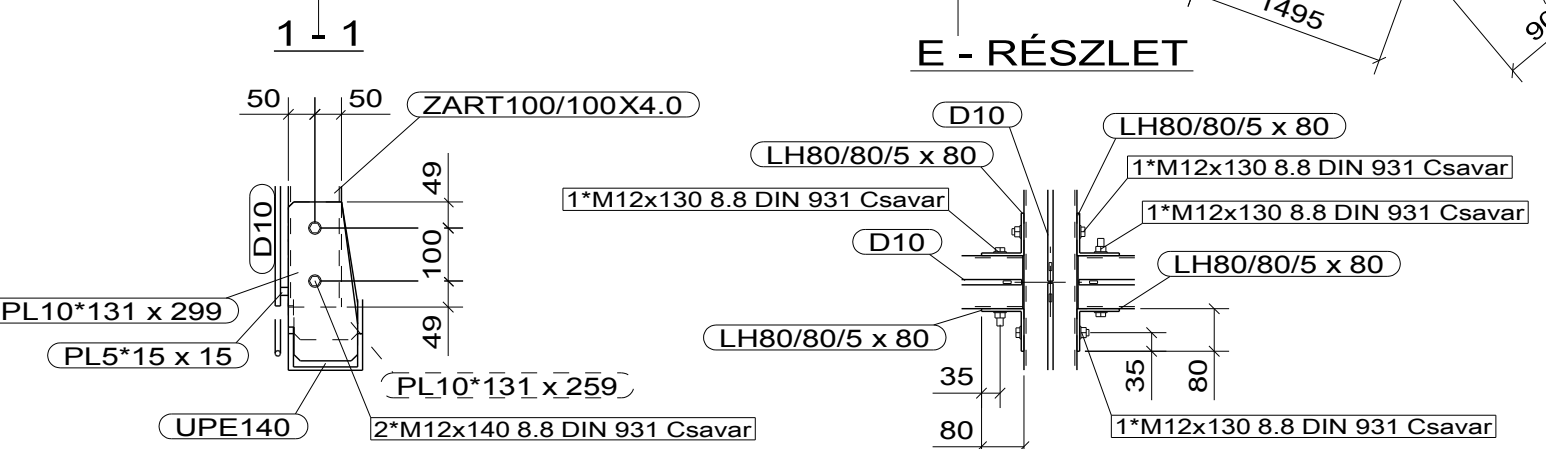 1 - 1
E - RÉSZLET
1495
50
50
ZART100/100X4.0
D10
49
100
49
PL10*131 x 299
PL5*15 x 15
PL10*131 x 259
UPE140
2*M12x140 8.8 DIN 931 Csavar
D10
LH80/80/5 x 80
LH80/80/5 x 80
1*M12x130 8.8 DIN 931 Csavar
1*M12x130 8.8 DIN 931 Csavar
1*M12x130 8.8 DIN 931 Csavar
D10
LH80/80/5 x 80
LH80/80/5 x 80
35
80
35
80
1*M12x130 8.8 DIN 931 Csavar